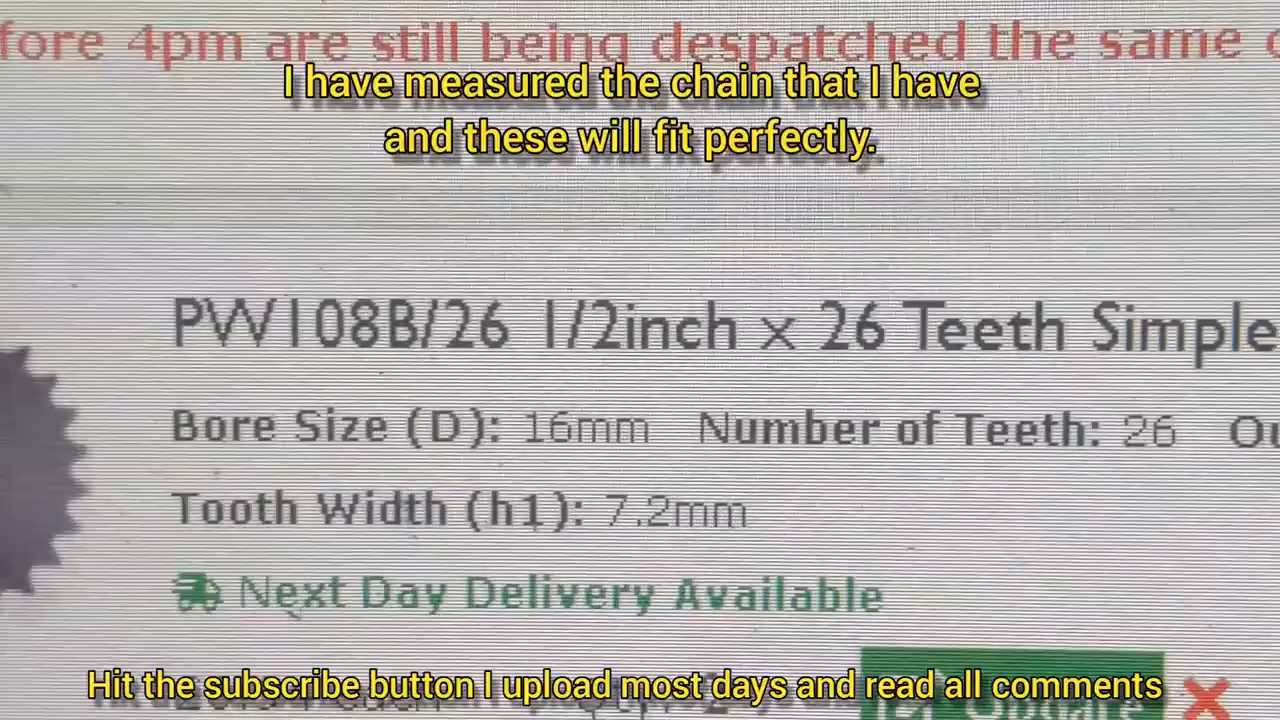 fore 4pm are still being despatched the same
I have measured the chain that I have
and these will fit perfectly.
PW108B/26 1/2inch x 26 Teeth Simple
Bore Size (D): 16mm Number of Teeth: 26
Tooth Width (h1): 7.2mm
Next Day Delivery Available
Hit the subscribe button I upload most days and read all comments